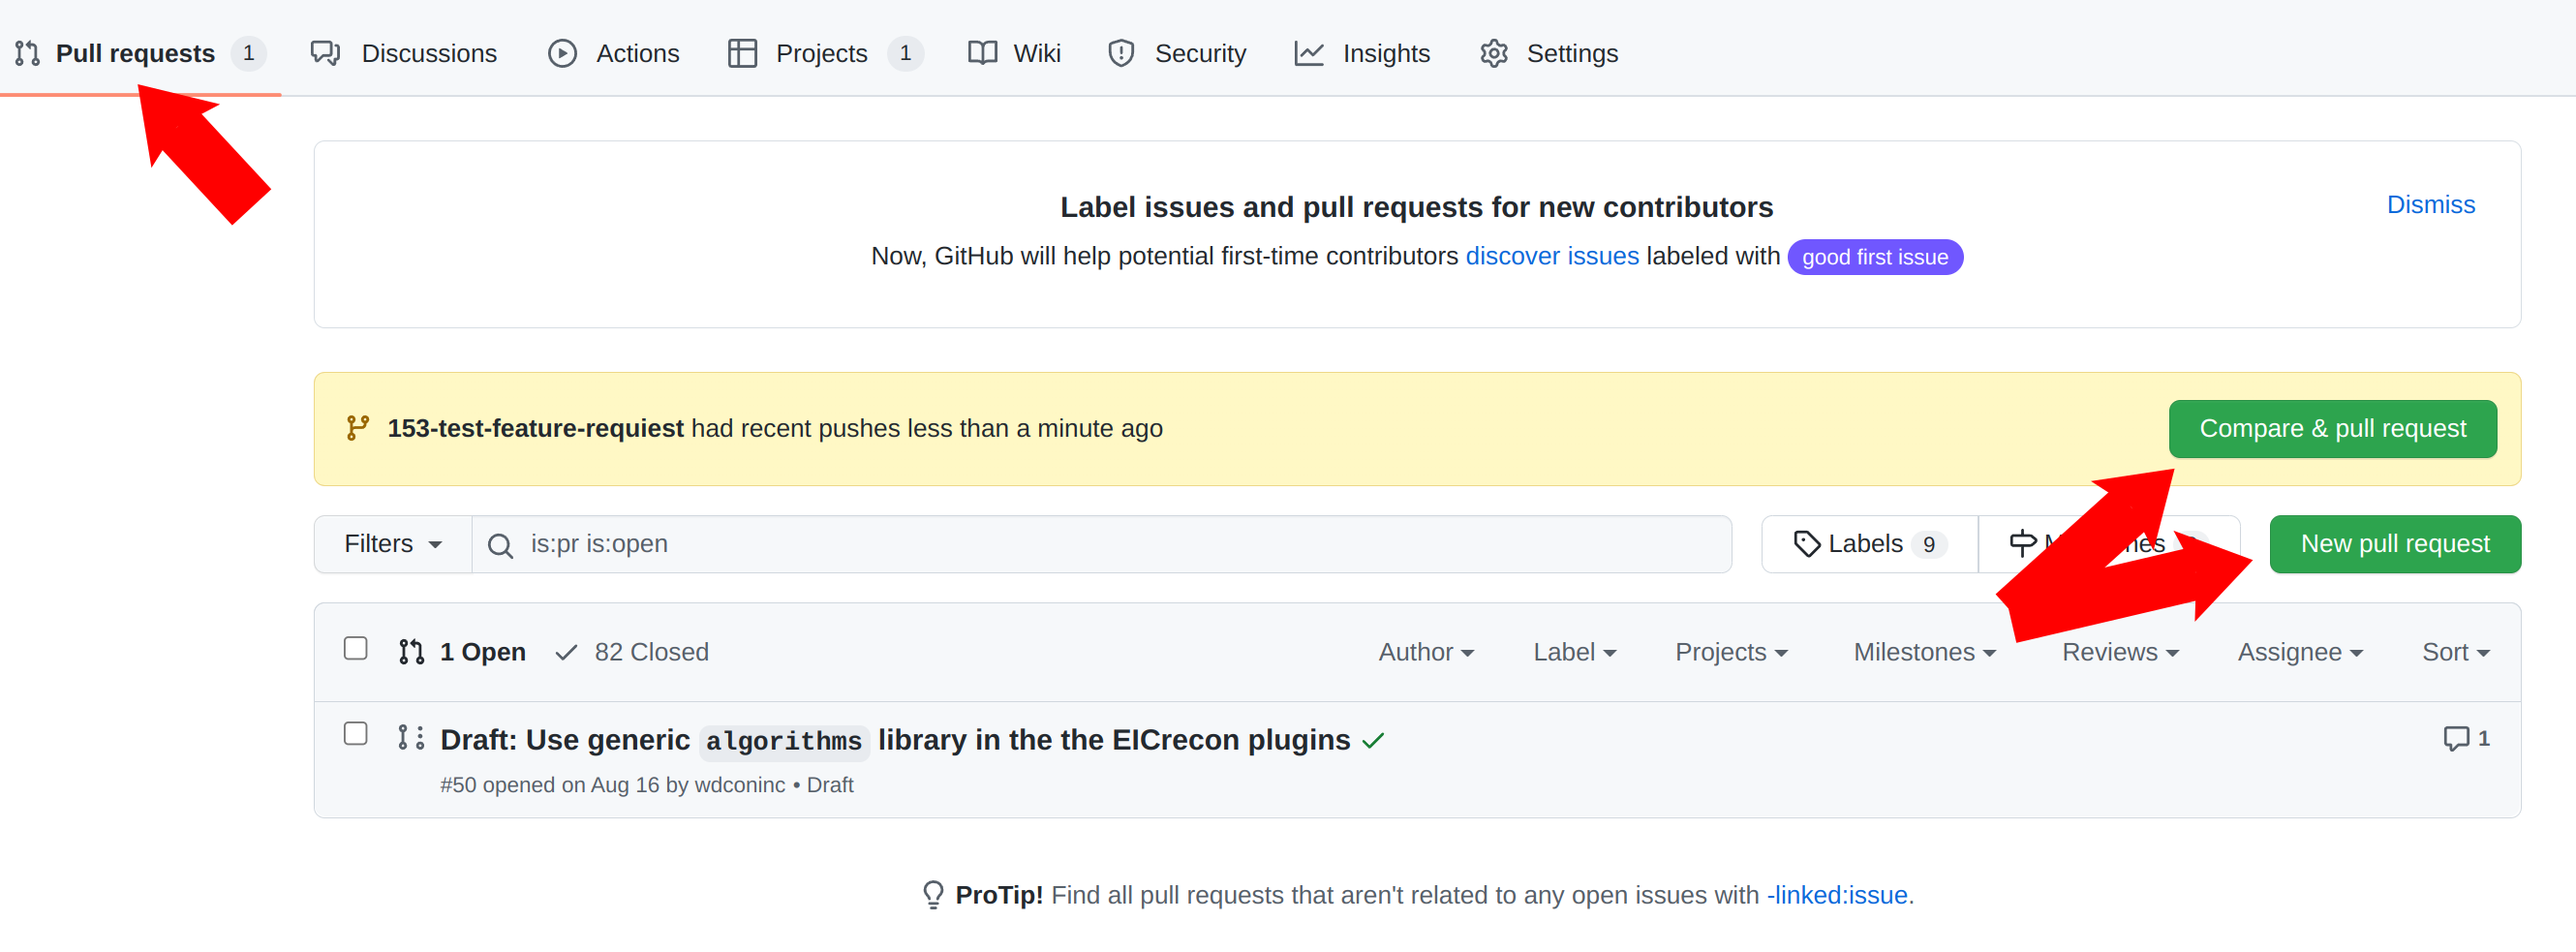 Pull requests 1 Discussions Actions Projects 1 Wiki Security Insights Settings
Label issues and pull requests for new contributors
Dismiss
Now, GitHub will help potential first-time contributors discover issues labeled with good first issue
153-test-feature-requiest had recent pushes less than a minute ago
Compare & pull request
Filters is:pr is:open Labels 9 New pull request
1 Open 82 Closed Author Label Projects Milestones Reviews Assignee Sort
Draft: Use generic algorithms library in the the EICrecon plugins 1
#50 opened on Aug 16 by wdconinc • Draft
ProTip! Find all pull requests that aren't related to any open issues with -linked:issue.